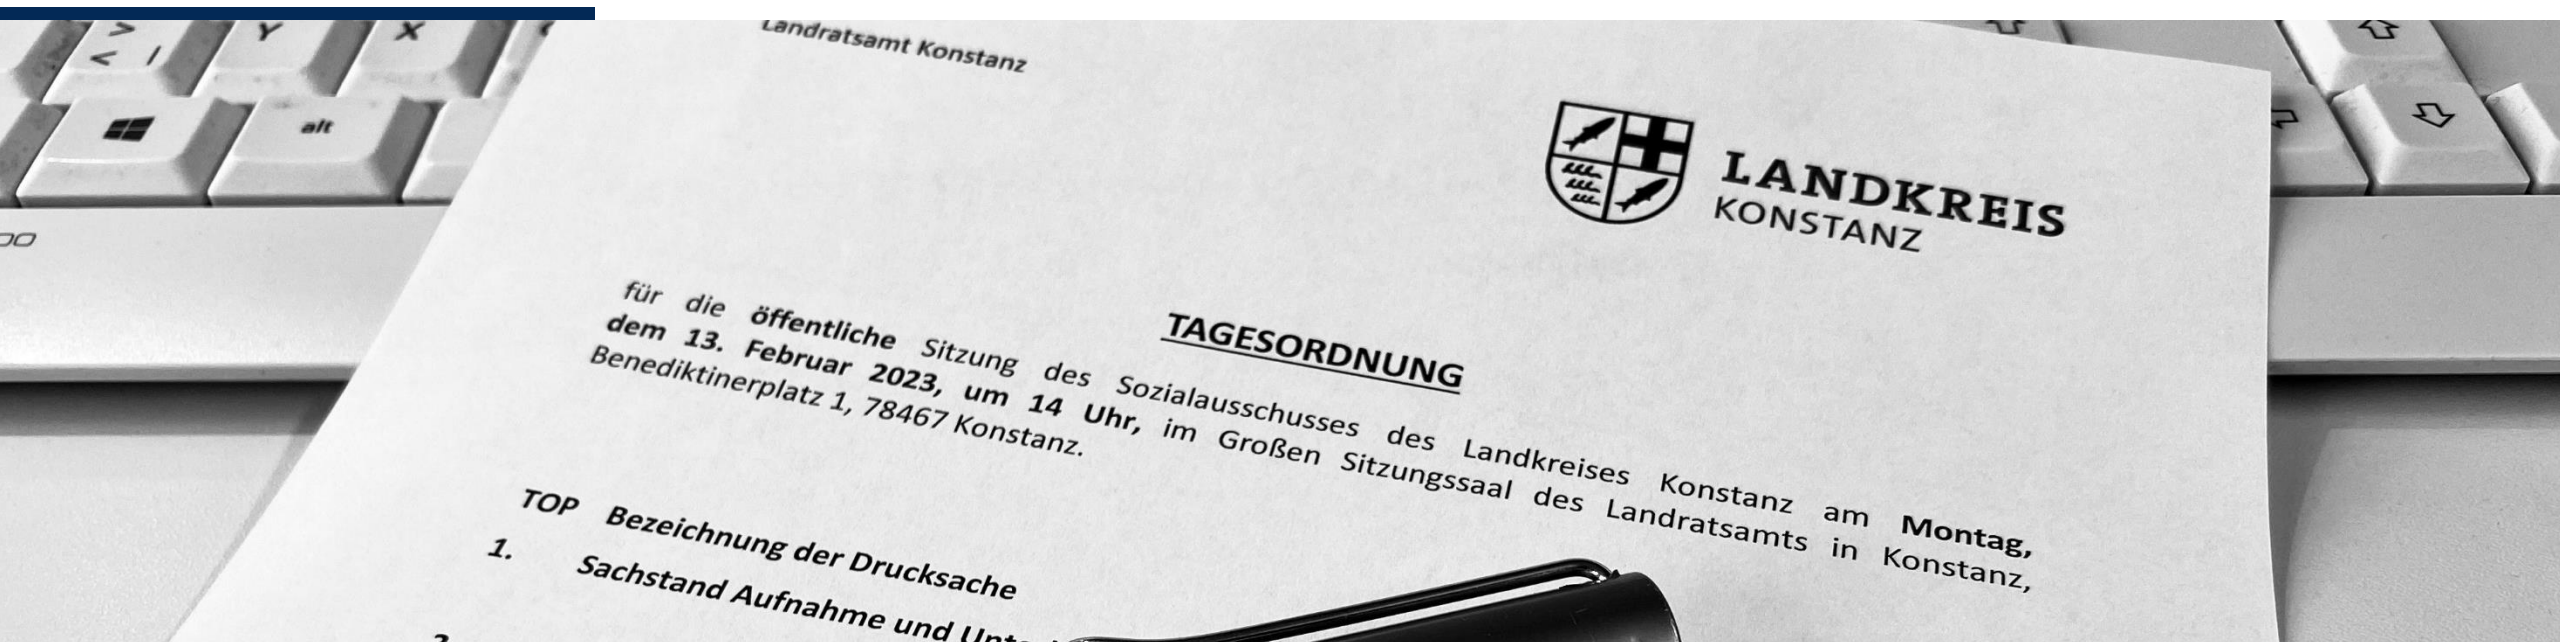 Landratsamt Konstanz
LANDKREIS
KONSTANZ
TAGESORDNUNG
für die öffentliche Sitzung des Sozialausschusses des Landkreises Konstanz am Montag,
dem 13. Februar 2023, um 14 Uhr, im Großen Sitzungssaal des Landratsamts in Konstanz,
Benediktinerplatz 1, 78467 Konstanz.
TOP Bezeichnung der Drucksache
1. Sachstand Aufnahme und
> < |
Y
X
alt